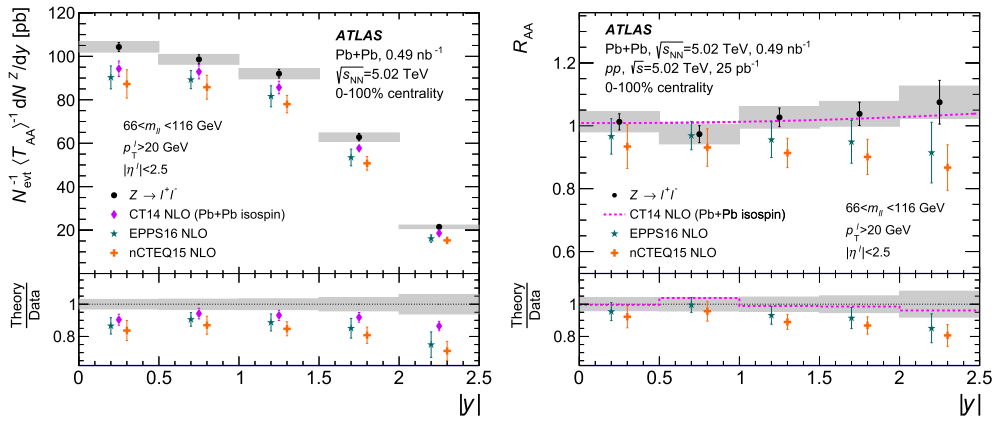 N_evt^-1 ⟨T_AA⟩^-1 dN^Z/dy [pb]
120
100
80
60
40
20
ATLAS
Pb+Pb, 0.49 nb^-1
√s_NN=5.02 TeV
0-100% centrality
66<m_ll <116 GeV
p_T^l>20 GeV
|η^l|<2.5
Z → l^+l^-
CT14 NLO (Pb+Pb isospin)
EPPS16 NLO
nCTEQ15 NLO
Theory
Data
1
0.8
0 0.5 1 1.5 2 2.5
|y|
R_AA
1.2
1
0.8
0.6
ATLAS
Pb+Pb, √s_NN=5.02 TeV, 0.49 nb^-1
pp, √s=5.02 TeV, 25 pb^-1
0-100% centrality
Z → l^+l^-
CT14 NLO (Pb+Pb isospin)
EPPS16 NLO
nCTEQ15 NLO
66<m_ll <116 GeV
p_T^l>20 GeV
|η^l|<2.5
Theory
Data
1
0.8
0 0.5 1 1.5 2 2.5
|y|